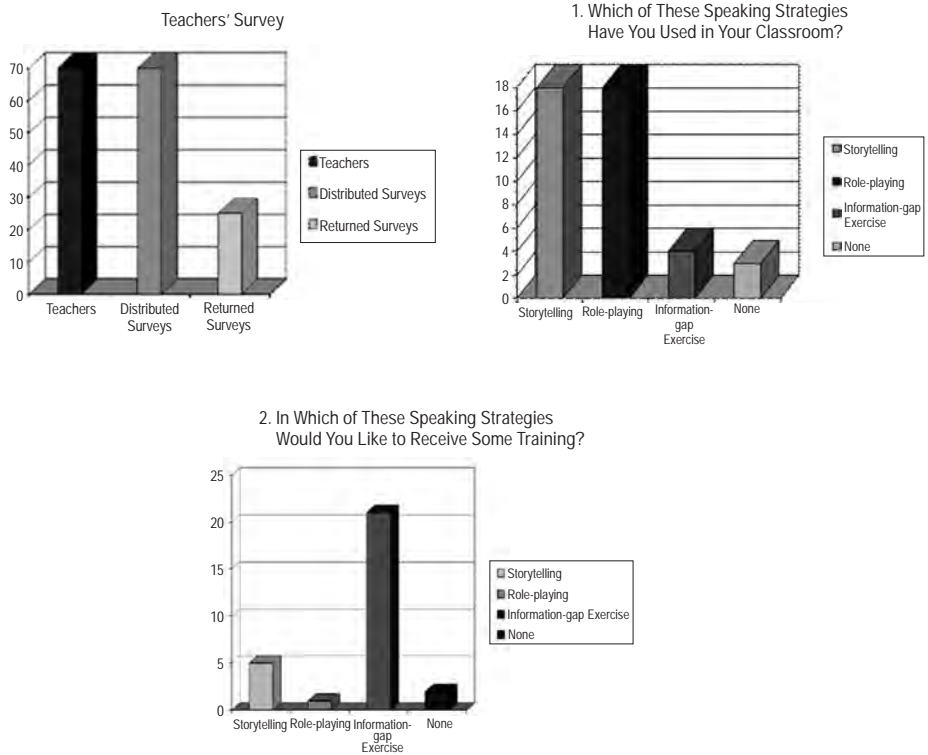 Teachers' Survey
70
60
50
40
30
20
10
0
Teachers
Distributed
Surveys
Returned
Surveys
Teachers
Distributed Surveys
Returned Surveys
1. Which of These Speaking Strategies
Have You Used in Your Classroom?
18
16
14
12
10
8
6
4
2
0
Storytelling
Role-playing
Information-
gap
Exercise
None
Storytelling
Role-playing
Information-gap
Exercise
None
2. In Which of These Speaking Strategies
Would You Like to Receive Some Training?
25
20
15
10
5
0
Storytelling
Role-playing
Information-
gap
Exercise
None
Storytelling
Role-playing
Information-gap Exercise
None